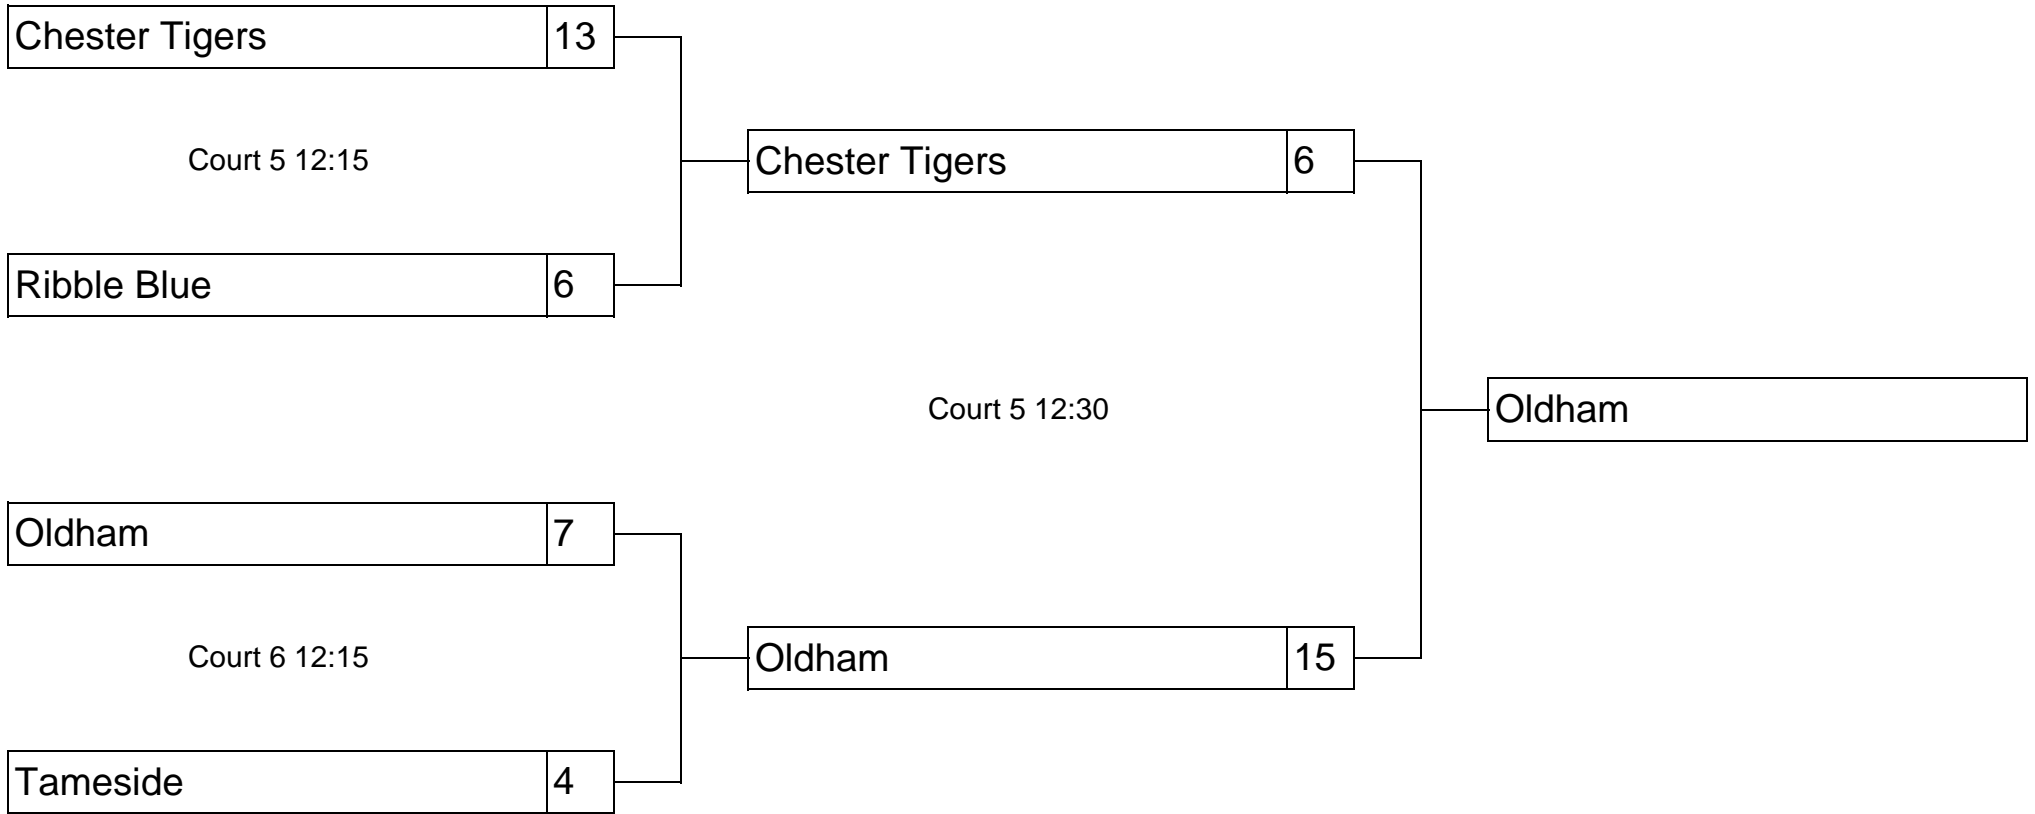 Chester Tigers 13
Court 5 12:15
Ribble Blue 6
Oldham 7
Court 6 12:15
Tameside 4
Chester Tigers 6
Court 5 12:30
Oldham 15
Oldham